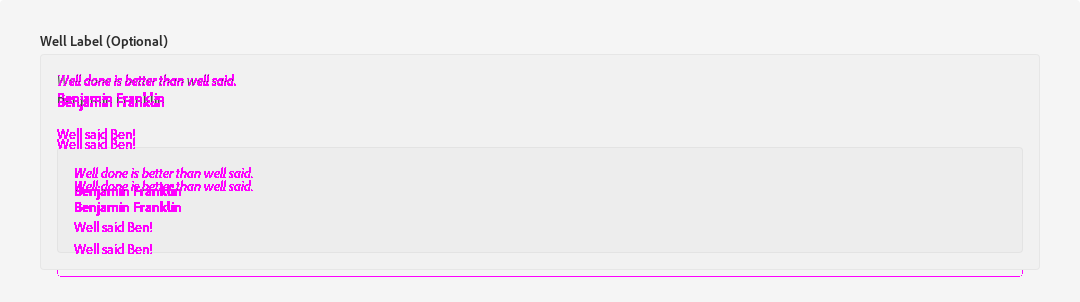 Well Label (Optional)
Well done is better than well said.
Benjamin Franklin
Benjamin Franklin
Well said Ben!
Well said Ben!
Well done is better than well said.
Well done is better than well said.
Benjamin Franklin
Benjamin Franklin
Well said Ben!
Well said Ben!